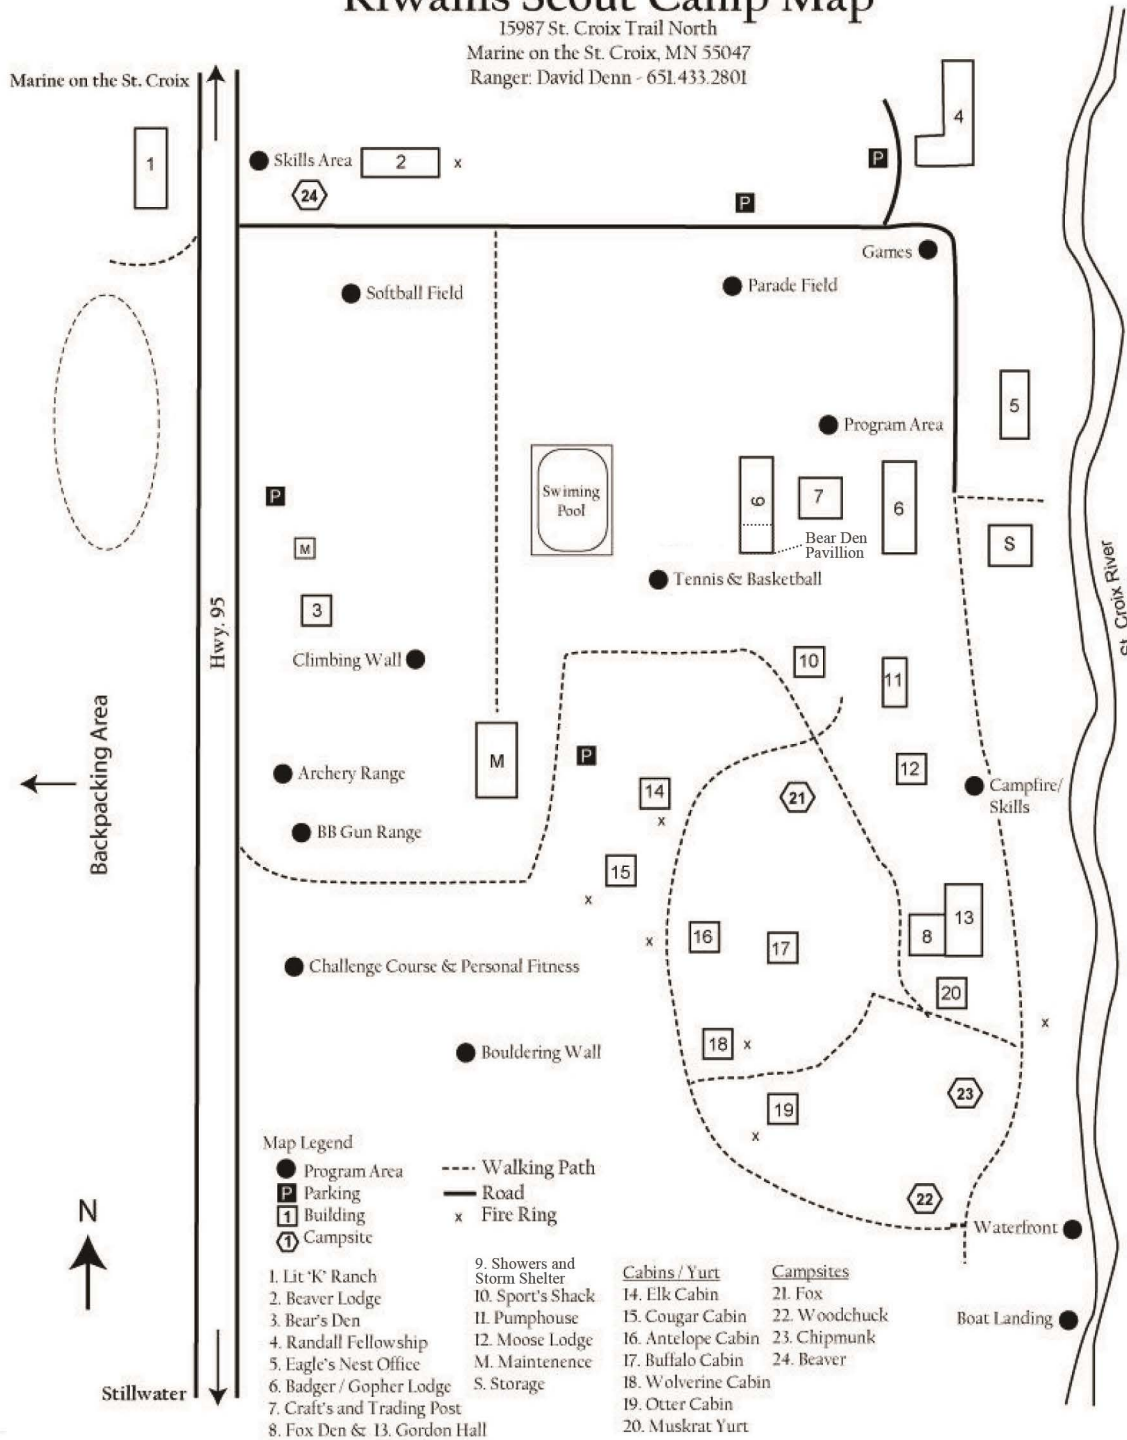 Kiwanis Scout Camp Map
15987 St. Croix Trail North
Marine on the St. Croix, MN 55047
Ranger: David Denn - 651.433.2801
Marine on the St. Croix
4
1
Skills Area
2
x
P
24
P
Games
Softball Field
Parade Field
5
Program Area
P
Swiming
Pool
6
7
6
S
M
Bear Den
Pavillion
Tennis & Basketball
St. Croix River
Hwy. 95
3
Climbing Wall
10
11
Backpacking Area
M
P
12
Archery Range
14
21
Campfire/
Skills
x
BB Gun Range
15
x
13
8
16
17
x
Challenge Course & Personal Fitness
20
x
18
x
Bouldering Wall
23
19
x
Map Legend
Program Area
Walking Path
P
Parking
Road
1
Building
x
Fire Ring
1
Campsite
22
Waterfront
N
Boat Landing
Stillwater
1. Lit "K" Ranch
2. Beaver Lodge
3. Bear's Den
4. Randall Fellowship
5. Eagle's Nest Office
6. Badger / Gopher Lodge
7. Craft's and Trading Post
8. Fox Den & 13. Gordon Hall
9. Showers and
Storm Shelter
10. Sport's Shack
11. Pumphouse
12. Moose Lodge
M. Maintenence
S. Storage
Cabins / Yurt
14. Elk Cabin
15. Cougar Cabin
16. Antelope Cabin
17. Buffalo Cabin
18. Wolverine Cabin
19. Otter Cabin
20. Muskrat Yurt
Campsites
21. Fox
22. Woodchuck
23. Chipmunk
24. Beaver